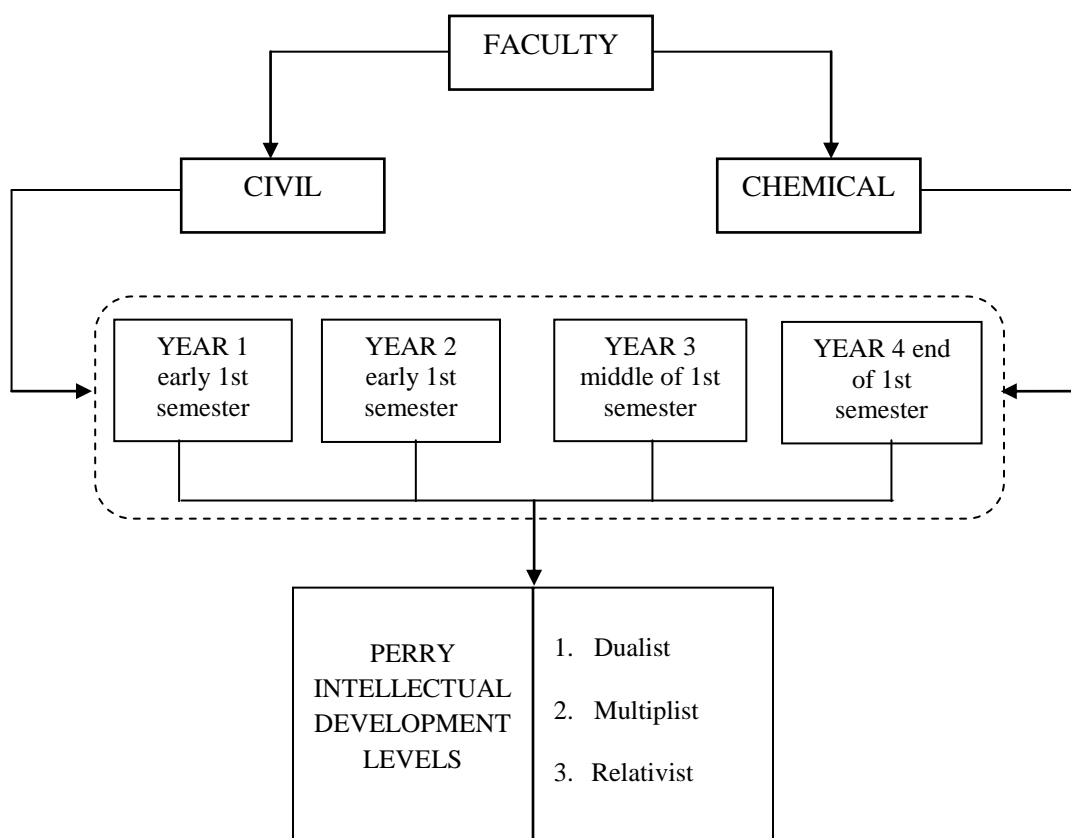 FACULTY
CIVIL
CHEMICAL
YEAR 1
early 1st
semester
YEAR 2
early 1st
semester
YEAR 3
middle of 1st
semester
YEAR 4 end
of 1st
semester
PERRY
INTELLECTUAL
DEVELOPMENT
LEVELS
1. Dualist
2. Multiplist
3. Relativist